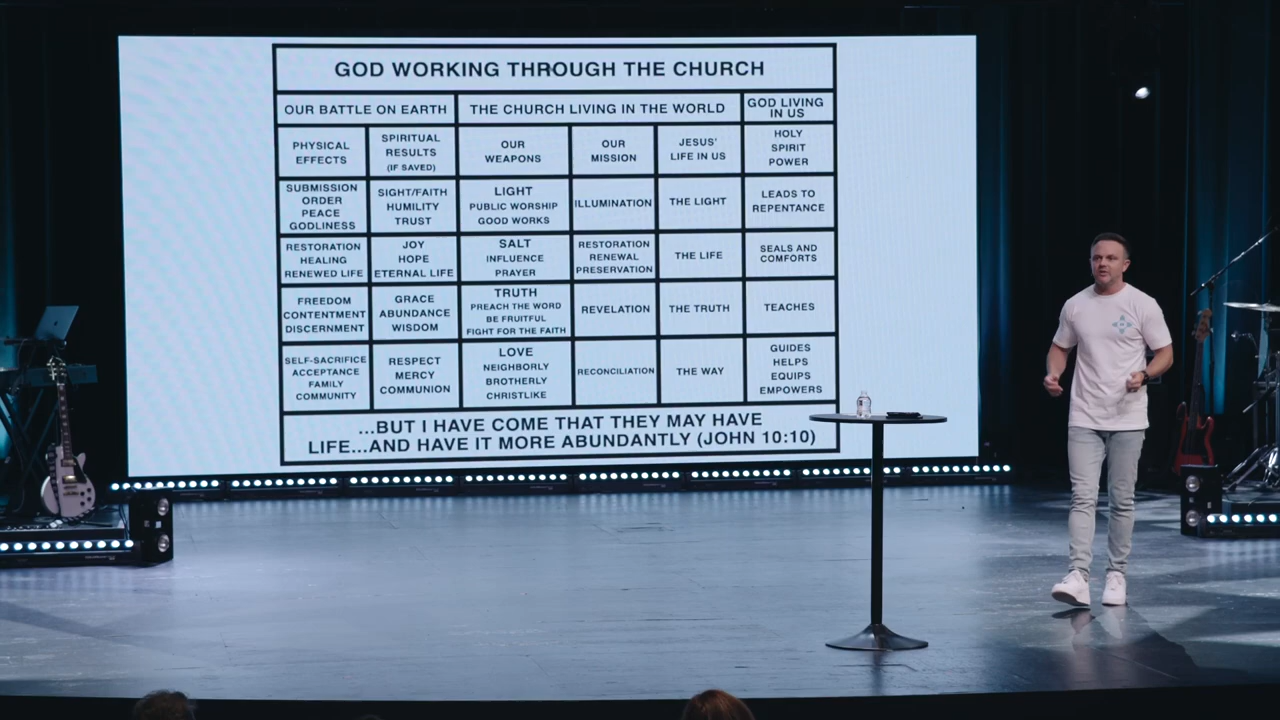 GOD WORKING THROUGH THE CHURCH
OUR BATTLE ON EARTH
THE CHURCH LIVING IN THE WORLD
GOD LIVING
IN US
PHYSICAL
EFFECTS
SPIRITUAL
RESULTS
(IF SAVED)
OUR
WEAPONS
OUR
MISSION
JESUS'
LIFE IN US
HOLY
SPIRIT
POWER
SUBMISSION
ORDER
PEACE
GODLINESS
SIGHT/FAITH
HUMILITY
TRUST
LIGHT
PUBLIC WORSHIP
GOOD WORKS
ILLUMINATION
THE LIGHT
LEADS TO
REPENTANCE
RESTORATION
HEALING
RENEWED LIFE
JOY
HOPE
ETERNAL LIFE
SALT
INFLUENCE
PRAYER
RESTORATION
RENEWAL
PRESERVATION
THE LIFE
SEALS AND
COMFORTS
FREEDOM
CONTENTMENT
DISCERNMENT
GRACE
ABUNDANCE
WISDOM
TRUTH
PREACH THE WORD
BE FRUITFUL
FIGHT FOR THE FAITH
REVELATION
THE TRUTH
TEACHES
SELF-SACRIFICE
ACCEPTANCE
FAMILY
COMMUNITY
RESPECT
MERCY
COMMUNION
LOVE
NEIGHBORLY
BROTHERLY
CHRISTLIKE
RECONCILIATION
THE WAY
GUIDES
HELPS
EQUIPS
EMPOWERS
...BUT I HAVE COME THAT THEY MAY HAVE
LIFE...AND HAVE IT MORE ABUNDANTLY (JOHN 10:10)